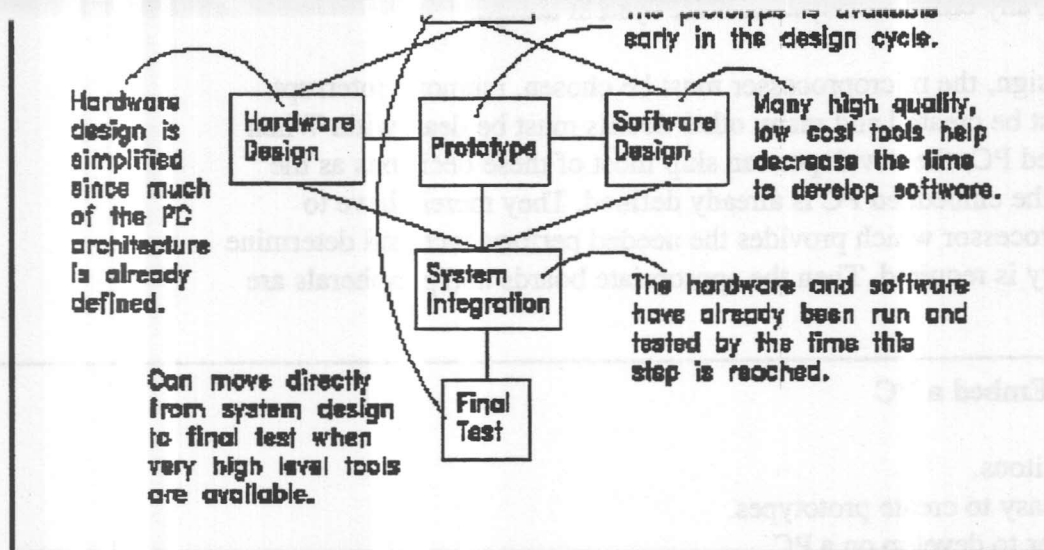 The prototype is available
early in the design cycle.
Hardware
design is
simplified
since much
of the PC
architecture
is already
defined.
Hardware
Design
Prototype
Software
Design
Many high quality,
low cost tools help
decrease the time
to develop software.
System
Integration
The hardware and software
have already been run and
tested by the time this
step is reached.
Can move directly
from system design
to final test when
very high level tools
are available.
Final
Test